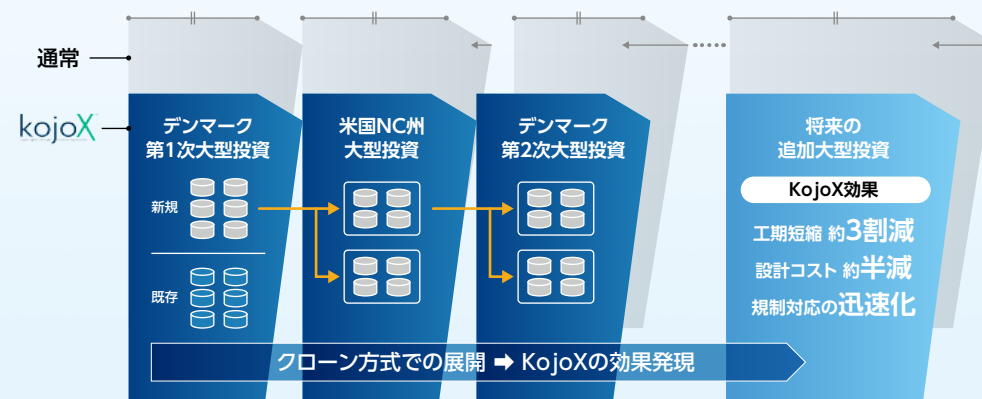 通常
kojoX
デンマーク
第1次大型投資
新規
既存
米国NC州
大型投資
デンマーク
第2次大型投資
将来の
追加大型投資
KojoX効果
工期短縮 約3割減
設計コスト 約半減
規制対応の迅速化
クローン方式での展開 ➡ KojoXの効果発現